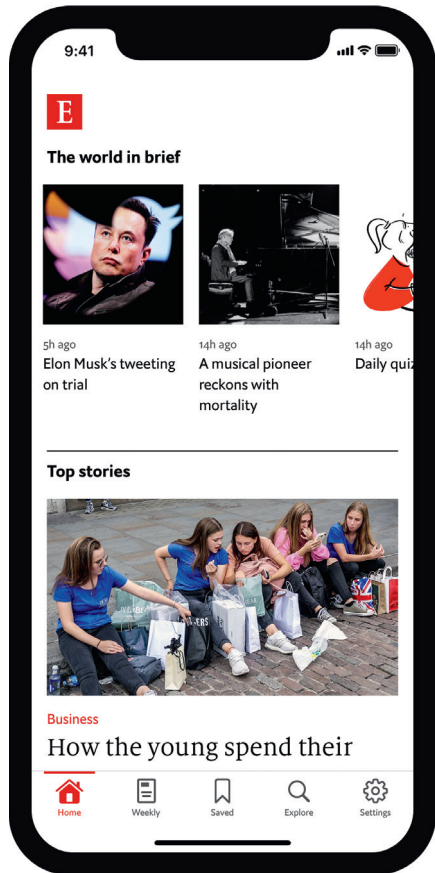 9:41
E
The world in brief
5h ago
Elon Musk's tweeting
on trial
14h ago
A musical pioneer
reckons with
mortality
14h ago
Daily quiz
Top stories
Business
How the young spend their
Home
Weekly
Saved
Explore
Settings